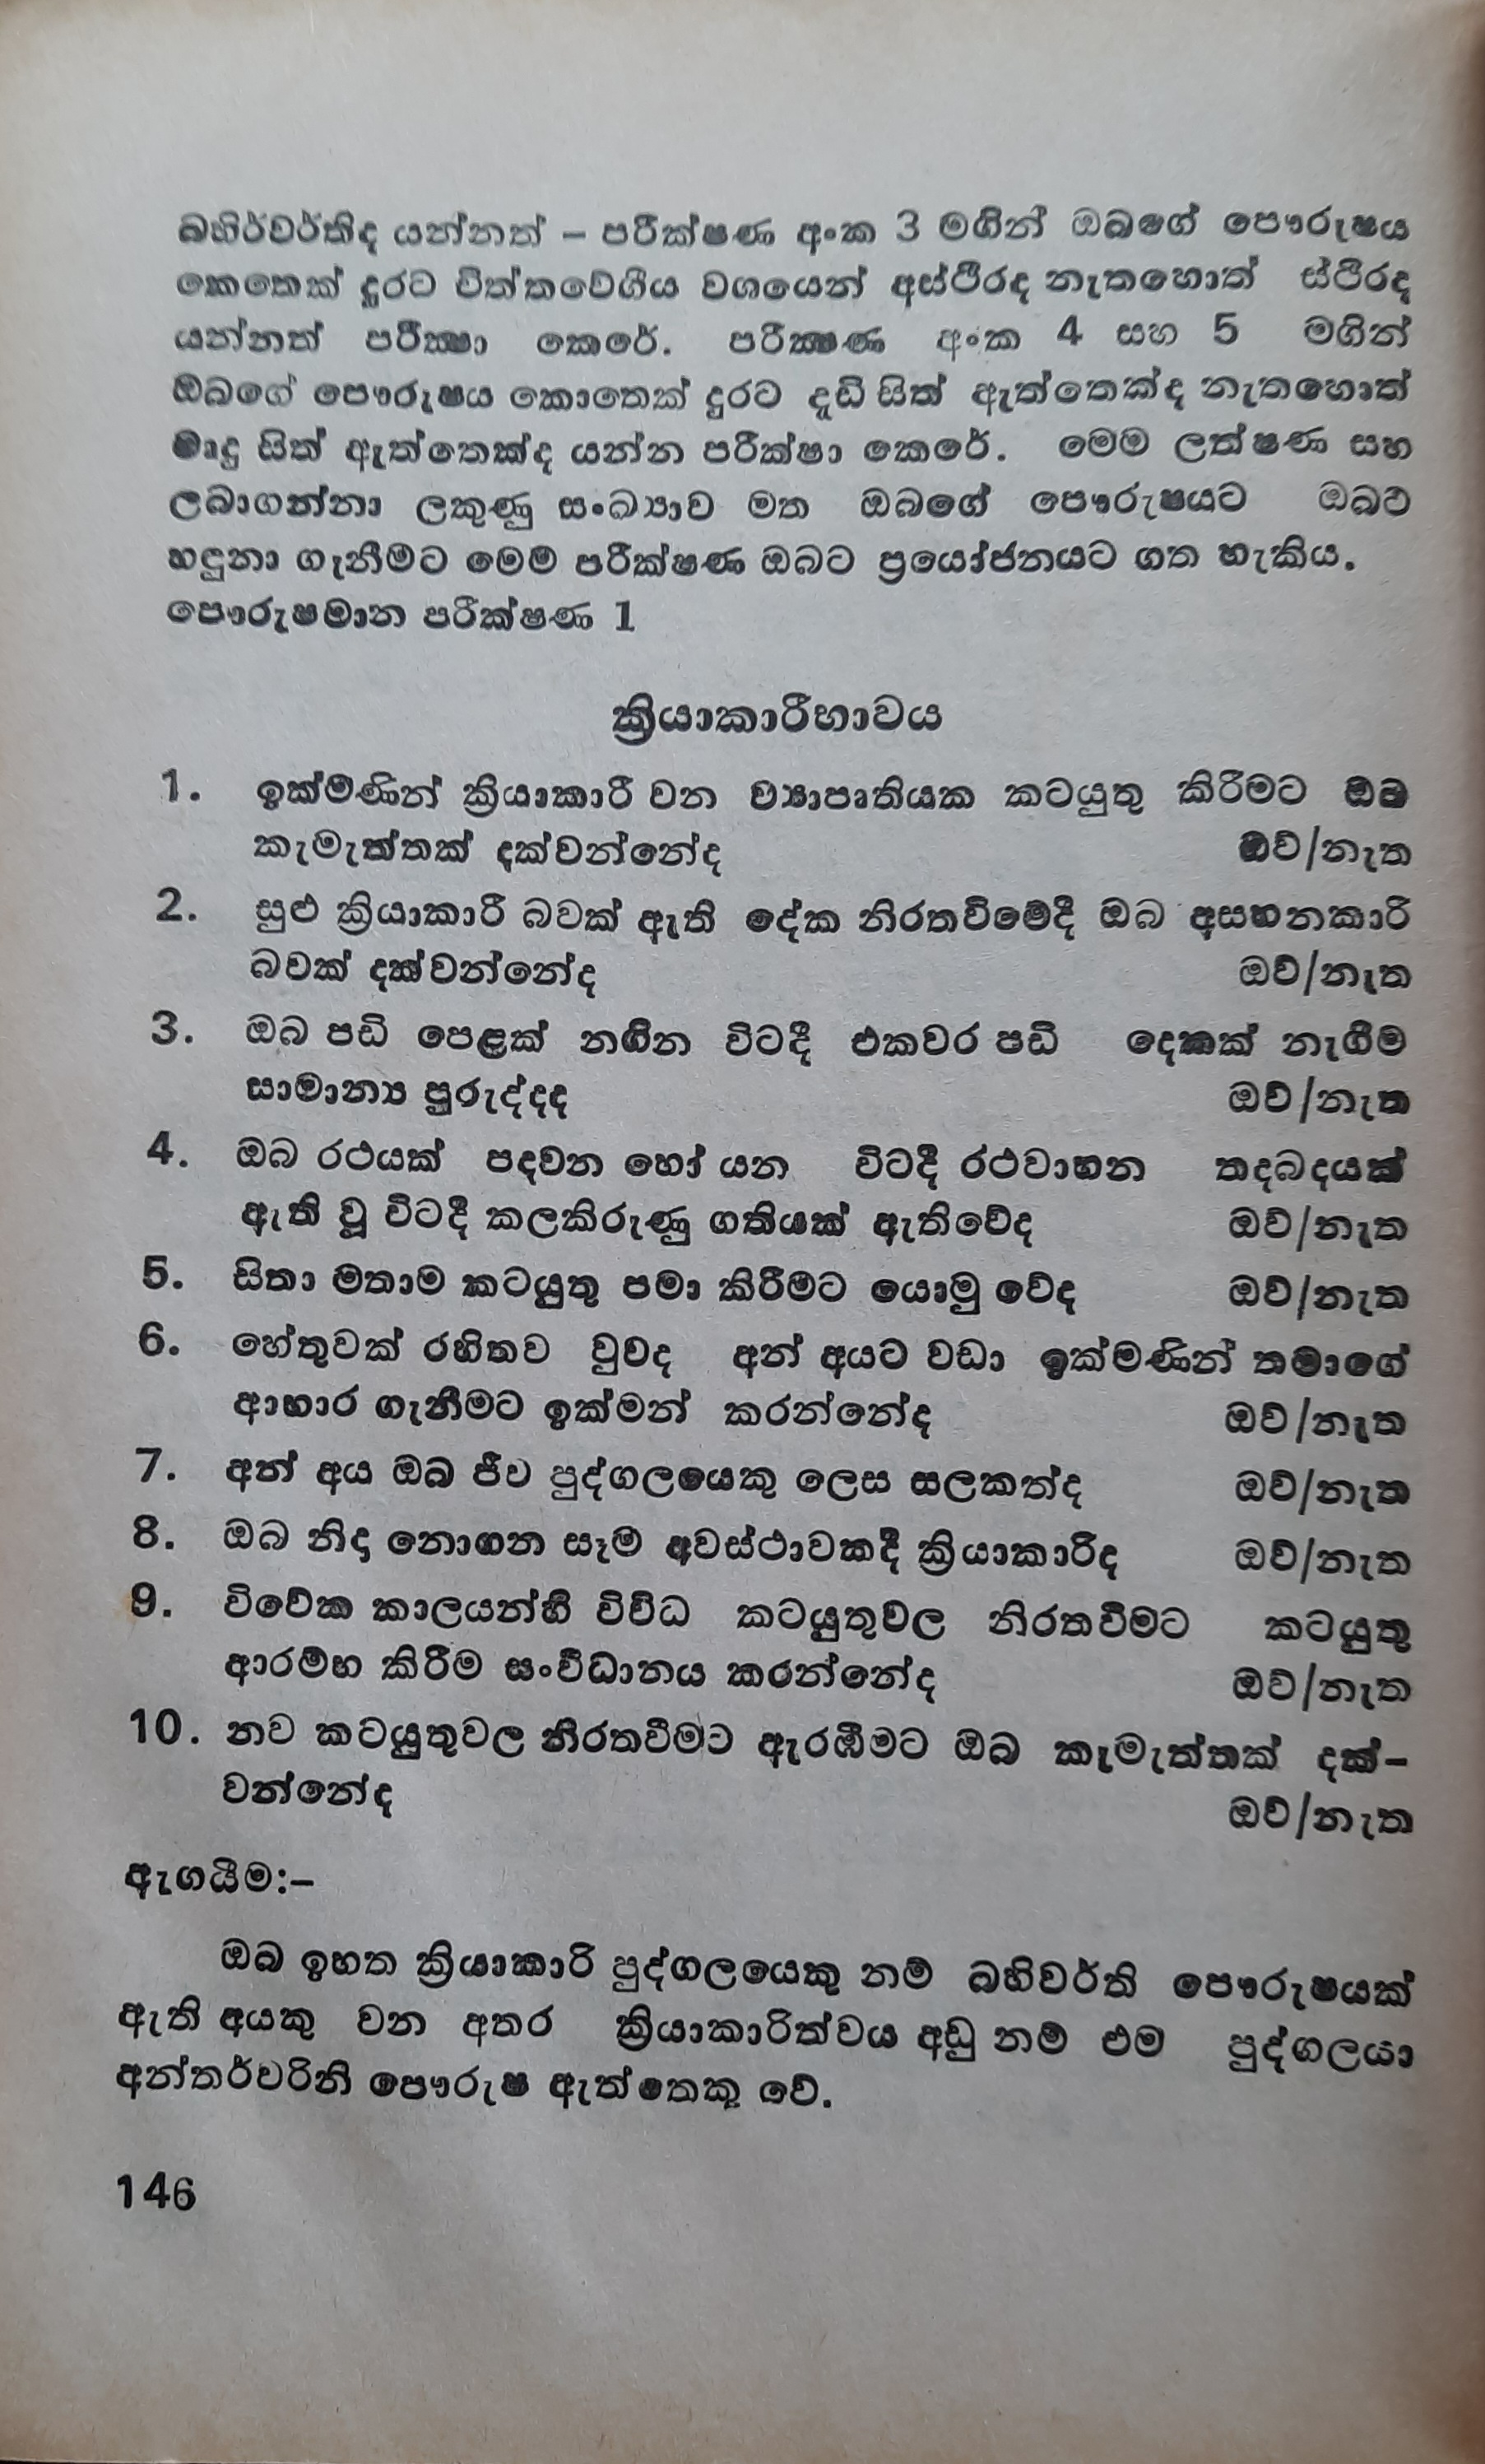 බහිර්වර්තිද යන්නත් – පරීක්ෂණ අංක 3 මගින් ඔබගේ පෞරුෂය
කෙතෙක් දුරට චිත්තවේගීය වශයෙන් අස්ථිරද නැතහොත් ස්ථිරද
යන්නත් පරීක්‍ෂා කෙරේ. පරීක්‍ෂණ අංක 4 සහ 5 මගින්
ඔබගේ පෞරුෂය කොතෙක් දුරට දැඩි සිත් ඇත්තෙක්ද නැතහොත්
මෘදු සිත් ඇත්තෙක්ද යන්න පරීක්ෂා කෙරේ. මෙම ලත්ෂණ සහ
ලබාගන්නා ලකුණු සංඛ්‍යාව මත ඔබගේ පෞරුෂයට ඔබට
හඳුනා ගැනීමට මෙම පරීක්ෂණ ඔබට ප්‍රයෝජනයට ගත හැකිය.
පෞරුෂමාන පරීක්ෂණ 1
ක්‍රියාකාරීභාවය
1. ඉක්මණින් ක්‍රියාකාරී වන ව්‍යාපෘතියක කටයුතු කිරීමට ඔබ
කැමැත්තක් දක්වන්නේද ඔව්/නැත
2. සුළු ක්‍රියාකාරී බවක් ඇති දේක නිරතවීමේදී ඔබ අසහනකාරී
බවක් දක්වන්නේද ඔව්/නැත
3. ඔබ පඩි පෙළක් නගින විටදී එකවර පඩි දෙකක් නැගීම
සාමාන්‍ය පුරුද්දද ඔව්/නැත
4. ඔබ රථයක් පදවන හෝ යන විටදී රථවාහන තදබදයක්
ඇති වූ විටදී කලකිරුණු ගතියක් ඇතිවේද ඔව්/නැත
5. සිතා මතාම කටයුතු පමා කිරීමට යොමු වේද ඔව්/නැත
6. හේතුවක් රහිතව වුවද අන් අයට වඩා ඉක්මණින් තමාගේ
ආහාර ගැනීමට ඉක්මන් කරන්නේද ඔව්/නැත
7. අන් අය ඔබ ජීව පුද්ගලයෙකු ලෙස සලකත්ද ඔව්/නැත
8. ඔබ නිදා නොගන සෑම අවස්ථාවකදී ක්‍රියාකාරීද ඔව්/නැත
9. විවේක කාලයන්හි විවිධ කටයුතුවල නිරතවීමට කටයුතු
ආරම්භ කිරීම සංවිධානය කරන්නේද ඔව්/නැත
10. නව කටයුතුවල නිරතවීමට ඇරඹීමට ඔබ කැමැත්තක් දක්–
වන්නේද ඔව්/නැත
ඇගයීම:–
ඔබ ඉහත ක්‍රියාකාරී පුද්ගලයෙකු නම් බහිවර්ති පෞරුෂයක්
ඇති අයකු වන අතර ක්‍රියාකාරිත්වය අඩු නම් එම පුද්ගලයා
අන්තර්වර්තිනි පෞරුෂ ඇත්තෙකු වේ.
146